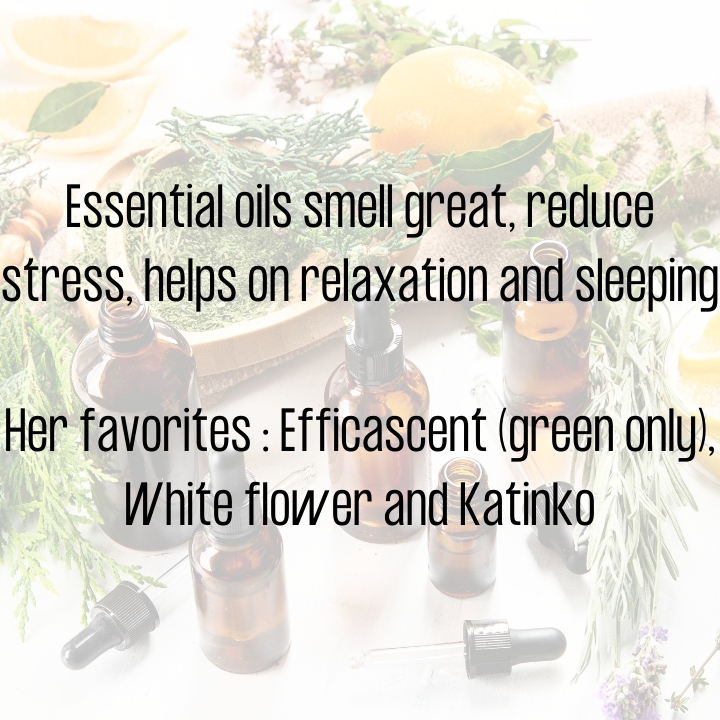 Essential oils smell great, reduce
stress, helps on relaxation and sleeping
Her favorites : Efficascent (green only),
White flower and Katinko